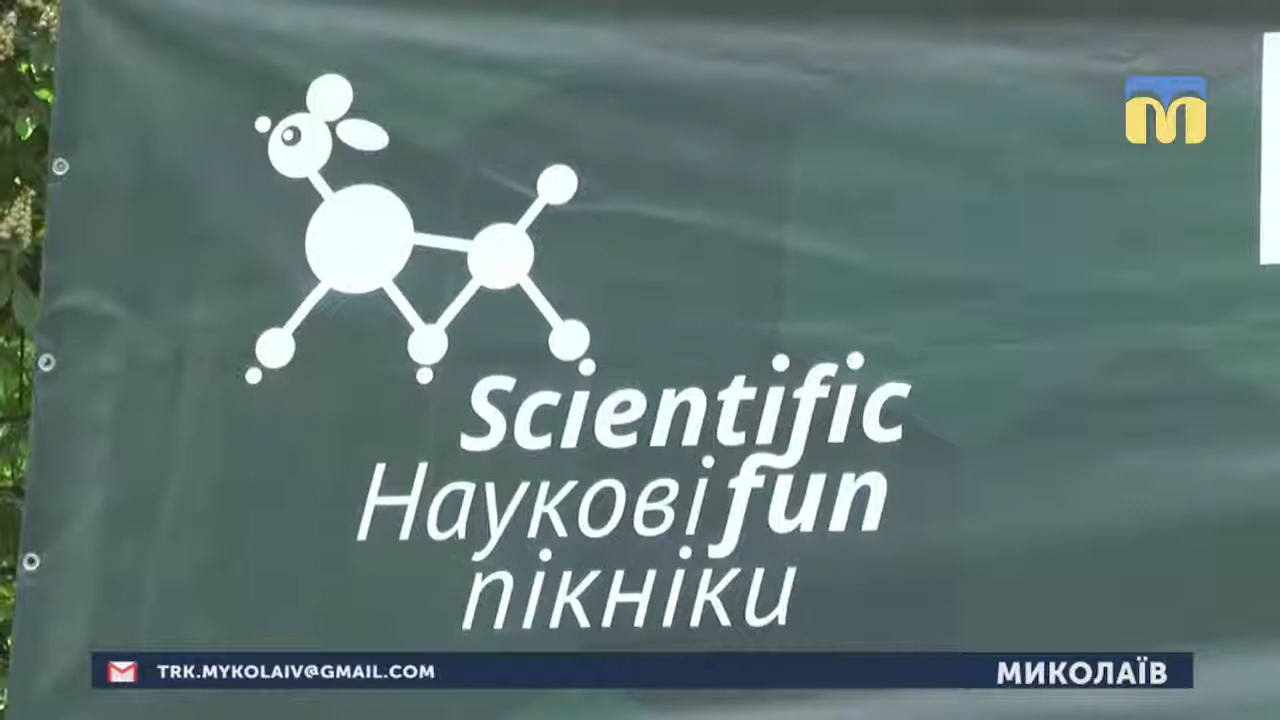 m
Scientific
Наукові fun
пікніки
TRK.MYKOLAIV@GMAIL.COM
МИКОЛАЇВ